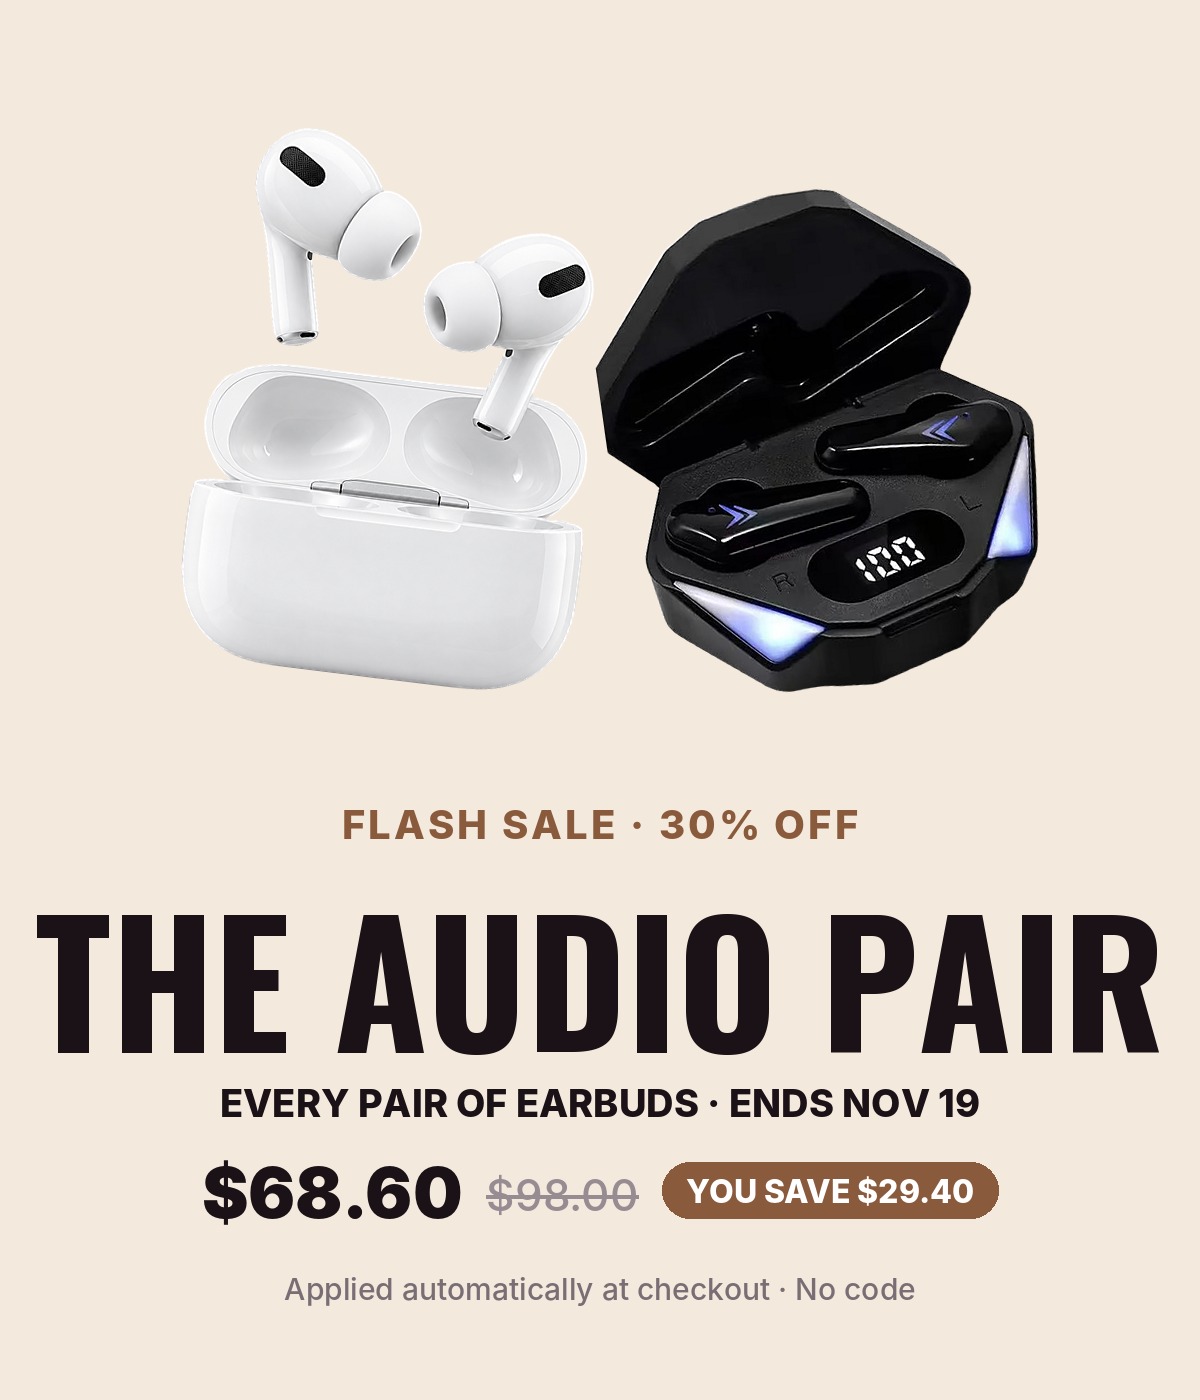 L
100
R
FLASH SALE · 30% OFF
THE AUDIO PAIR
EVERY PAIR OF EARBUDS · ENDS NOV 19
$68.60 $98.00 YOU SAVE $29.40
Applied automatically at checkout · No code